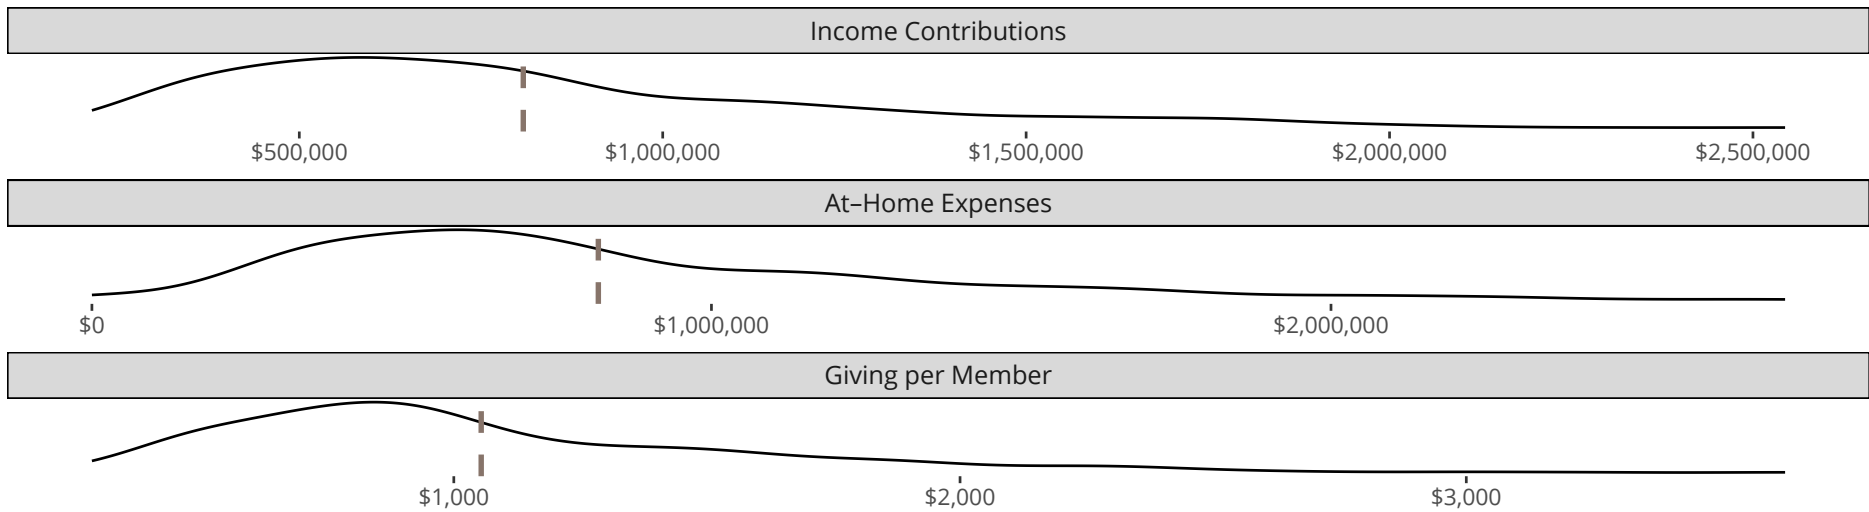 Income Contributions
$500,000 $1,000,000 $1,500,000 $2,000,000 $2,500,000
At–Home Expenses
$0 $1,000,000 $2,000,000
Giving per Member
$1,000 $2,000 $3,000